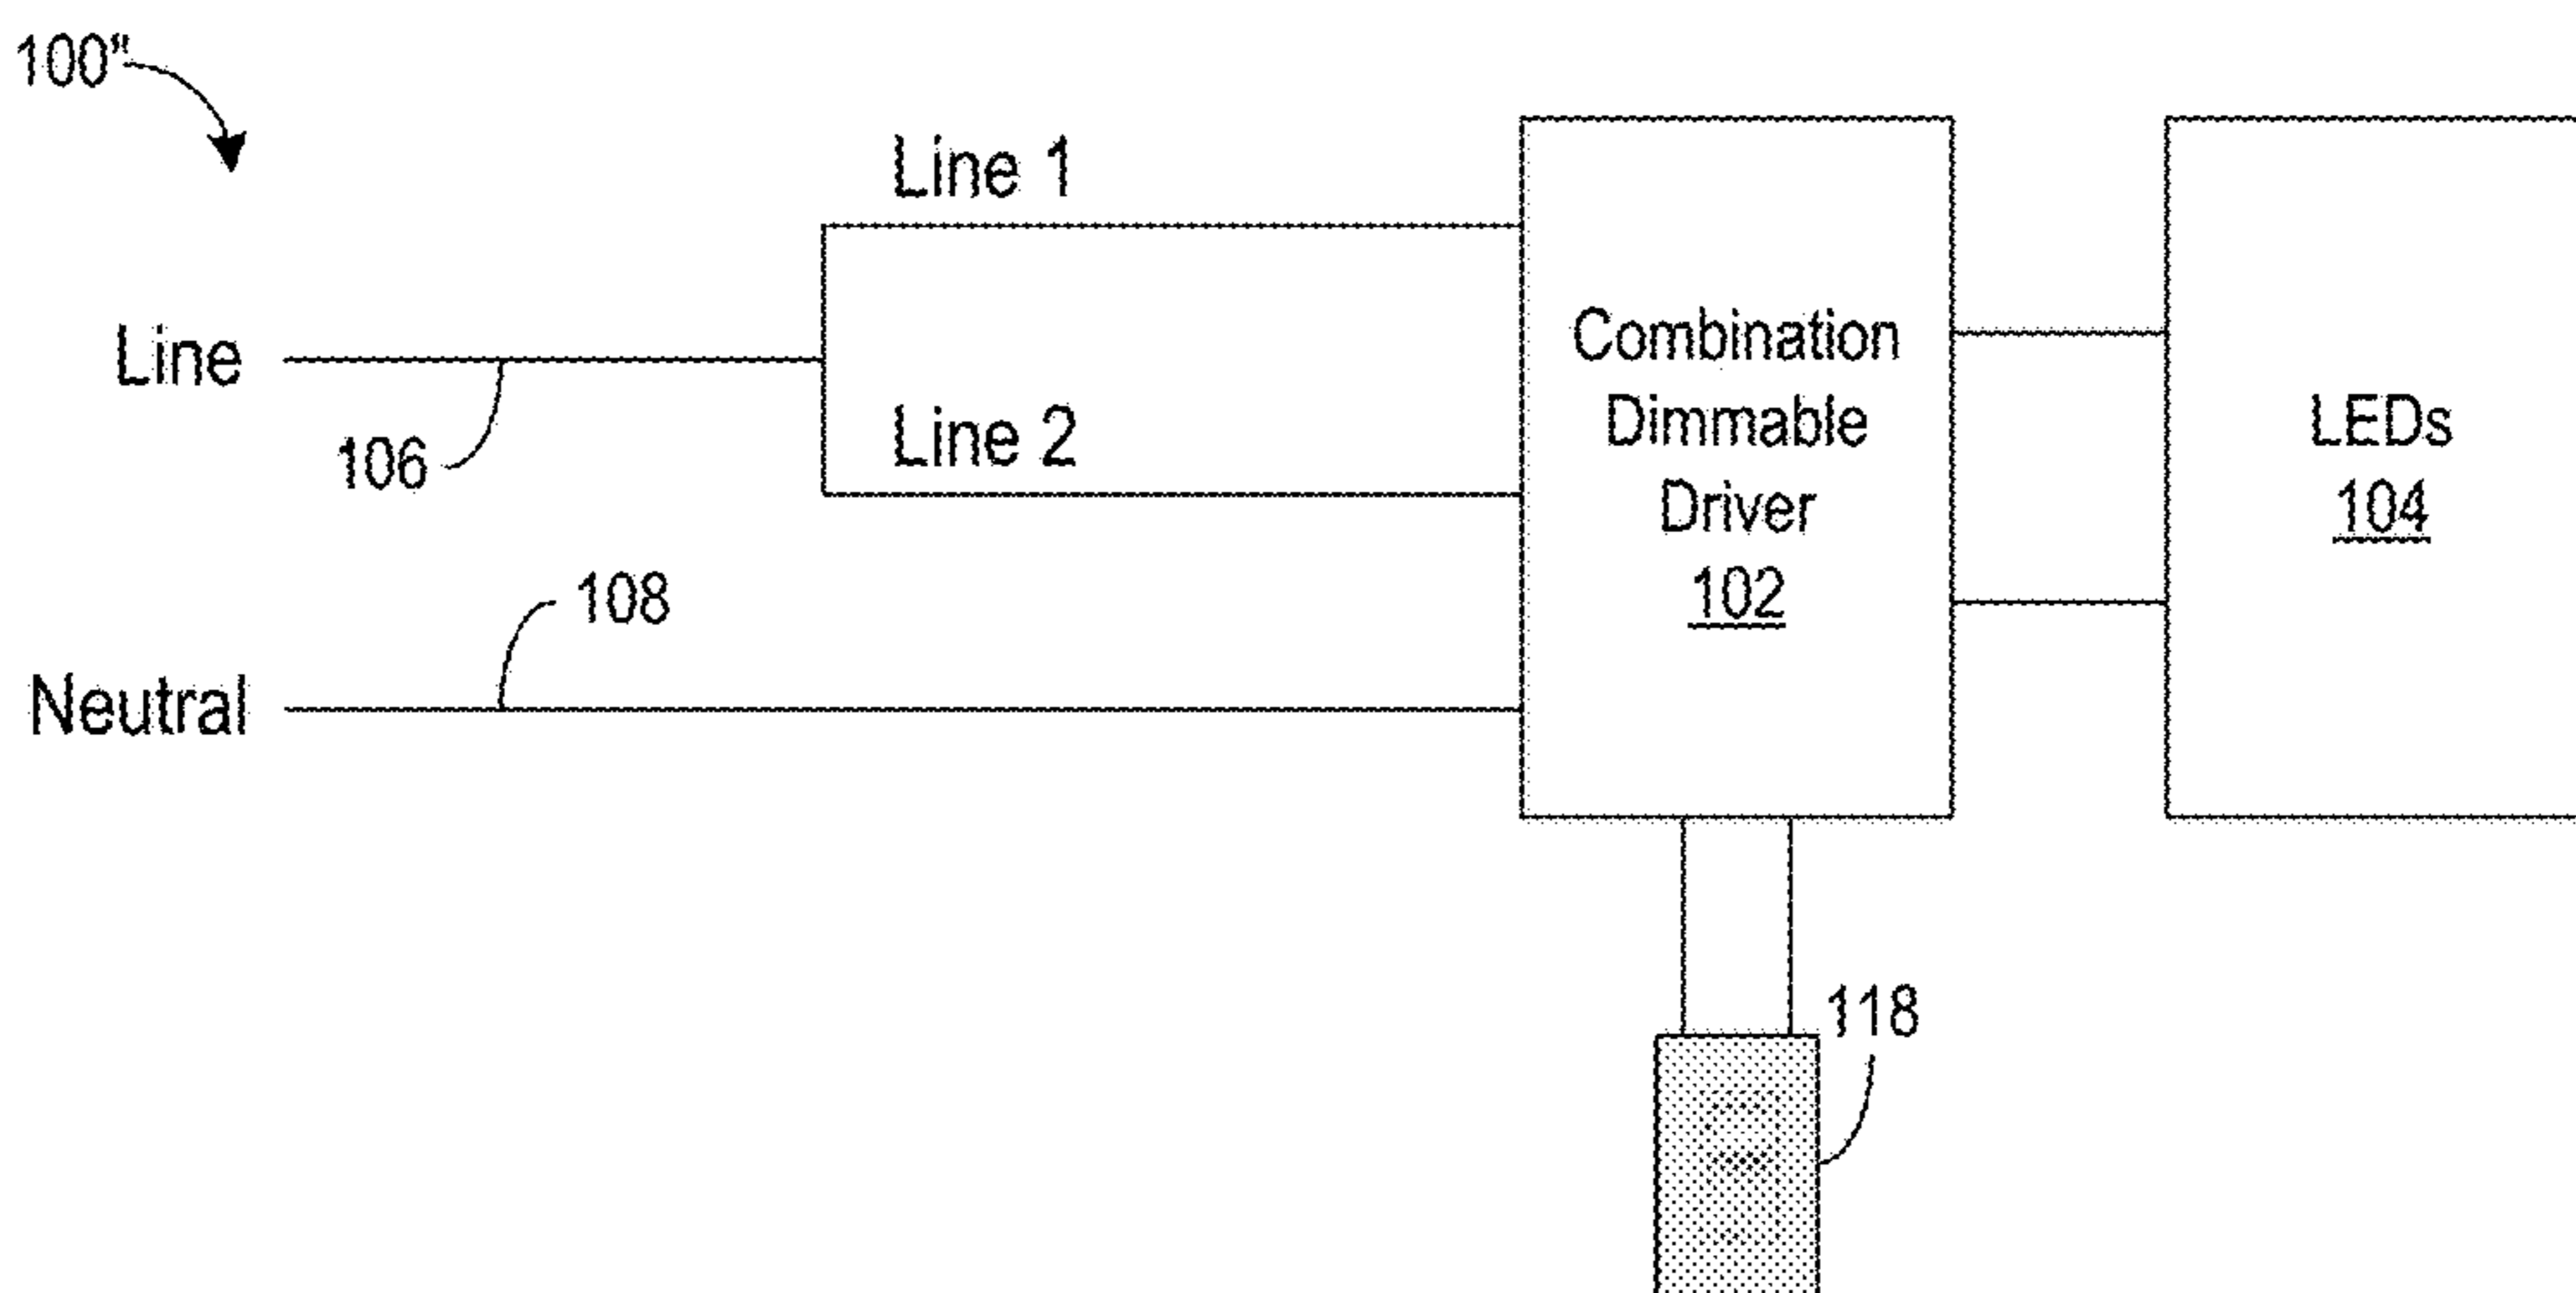 100"
Line 1
Line
106
Line 2
108
Neutral
Combination
Dimmable
Driver
102
LEDs
104
118